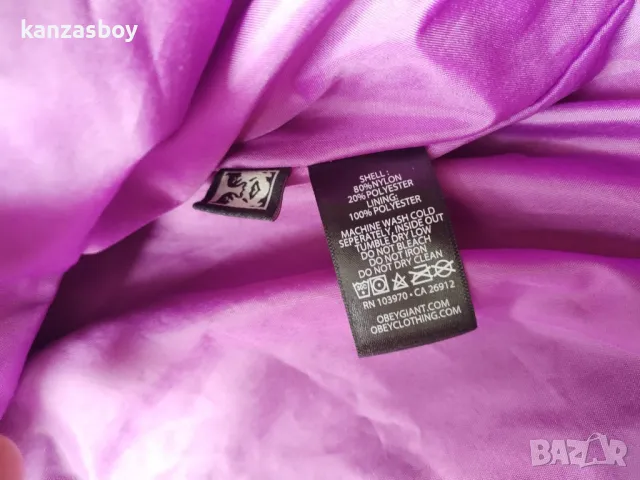 kanzasboy
SHELL:
80% NYLON
20% POLYESTER
LINING:
100% POLYESTER
MACHINE WASH COLD
SEPERATELY, INSIDE OUT
TUMBLE DRY LOW
DO NOT BLEACH
DO NOT IRON
DO NOT DRY CLEAN
RN 103970 • CA 26912
OBEYGIANT.COM
OBEYCLOTHING.COM
BAZAR